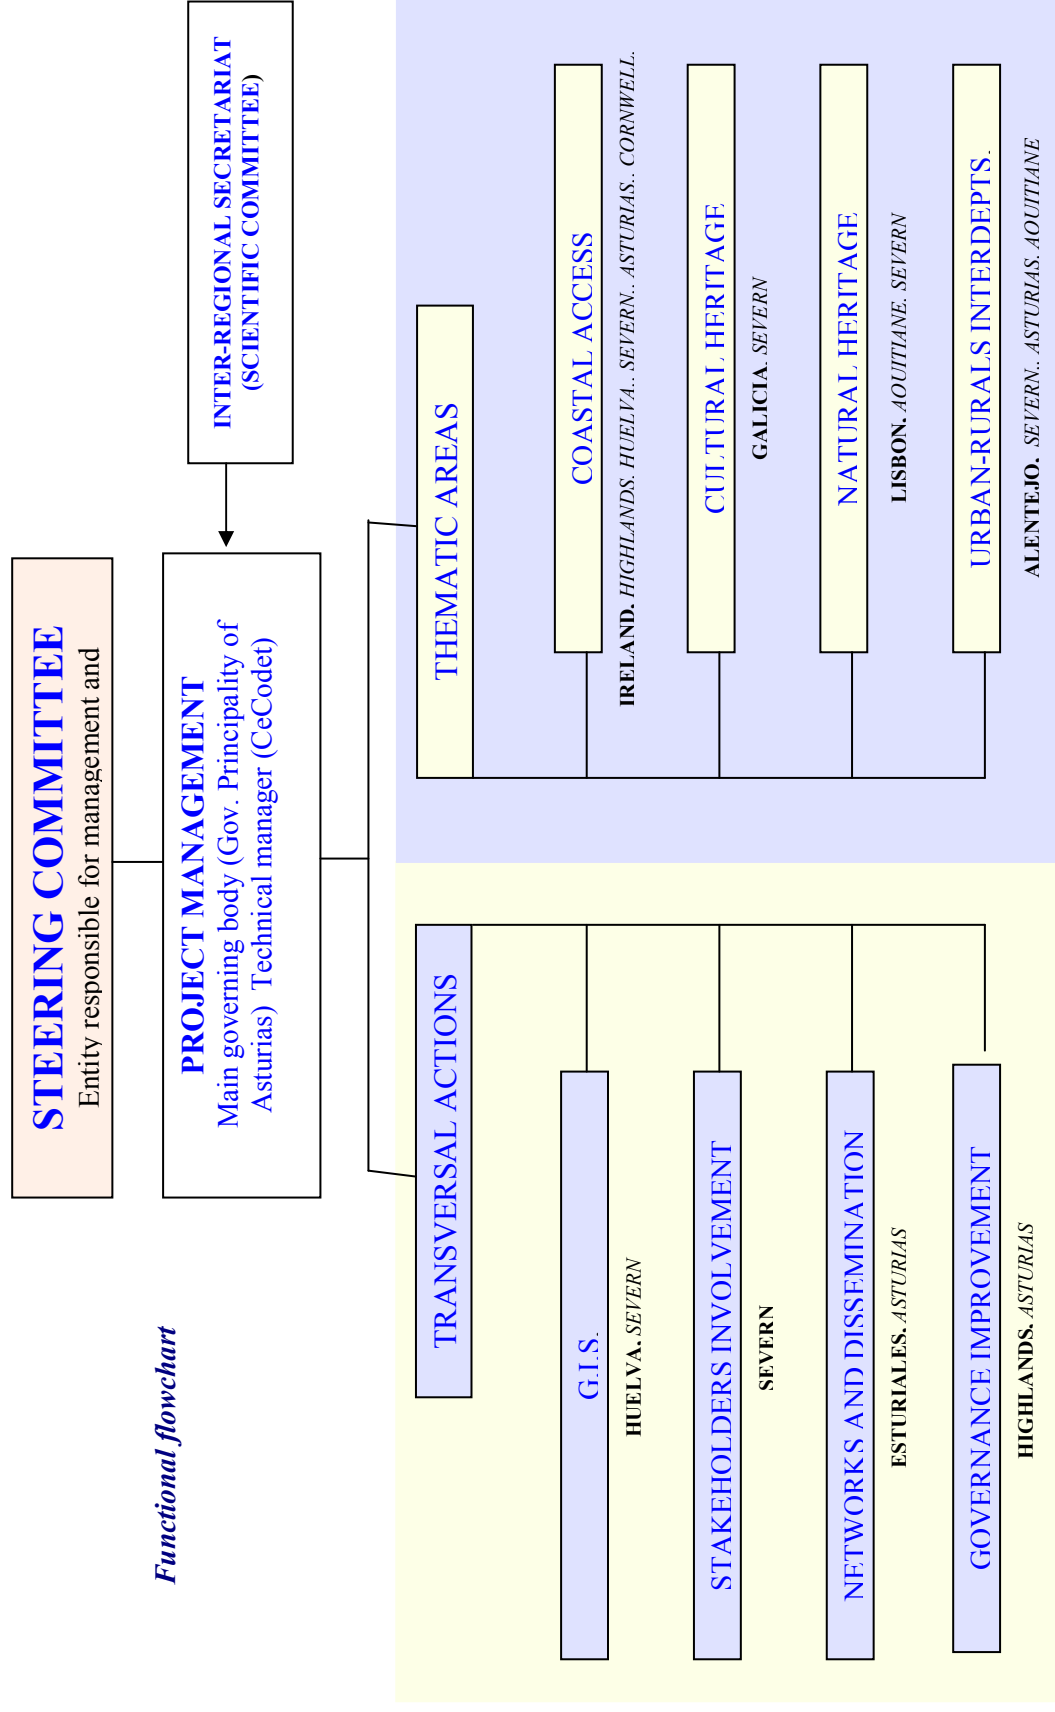 Functional flowchart
STEERING COMMITTEE
Entity responsible for management and
PROJECT MANAGEMENT
Main governing body (Gov. Principality of
Asturias)  Technical manager (CeCodet)
INTER-REGIONAL SECRETARIAT
(SCIENTIFIC COMMITTEE)
TRANSVERSAL ACTIONS
G.I.S.
HUELVA. SEVERN
STAKEHOLDERS INVOLVEMENT
SEVERN
NETWORKS AND DISSEMINATION
ESTURIALES. ASTURIAS
GOVERNANCE IMPROVEMENT
HIGHLANDS. ASTURIAS
THEMATIC AREAS
COASTAL ACCESS
IRELAND. HIGHLANDS. HUELVA.. SEVERN.. ASTURIAS.. CORNWELL.
CULTURAL HERITAGE
GALICIA. SEVERN
NATURAL HERITAGE
LISBON. AQUITIANE. SEVERN
URBAN-RURALS INTERDEPTS.
ALENTEJO. SEVERN.. ASTURIAS. AQUITIANE